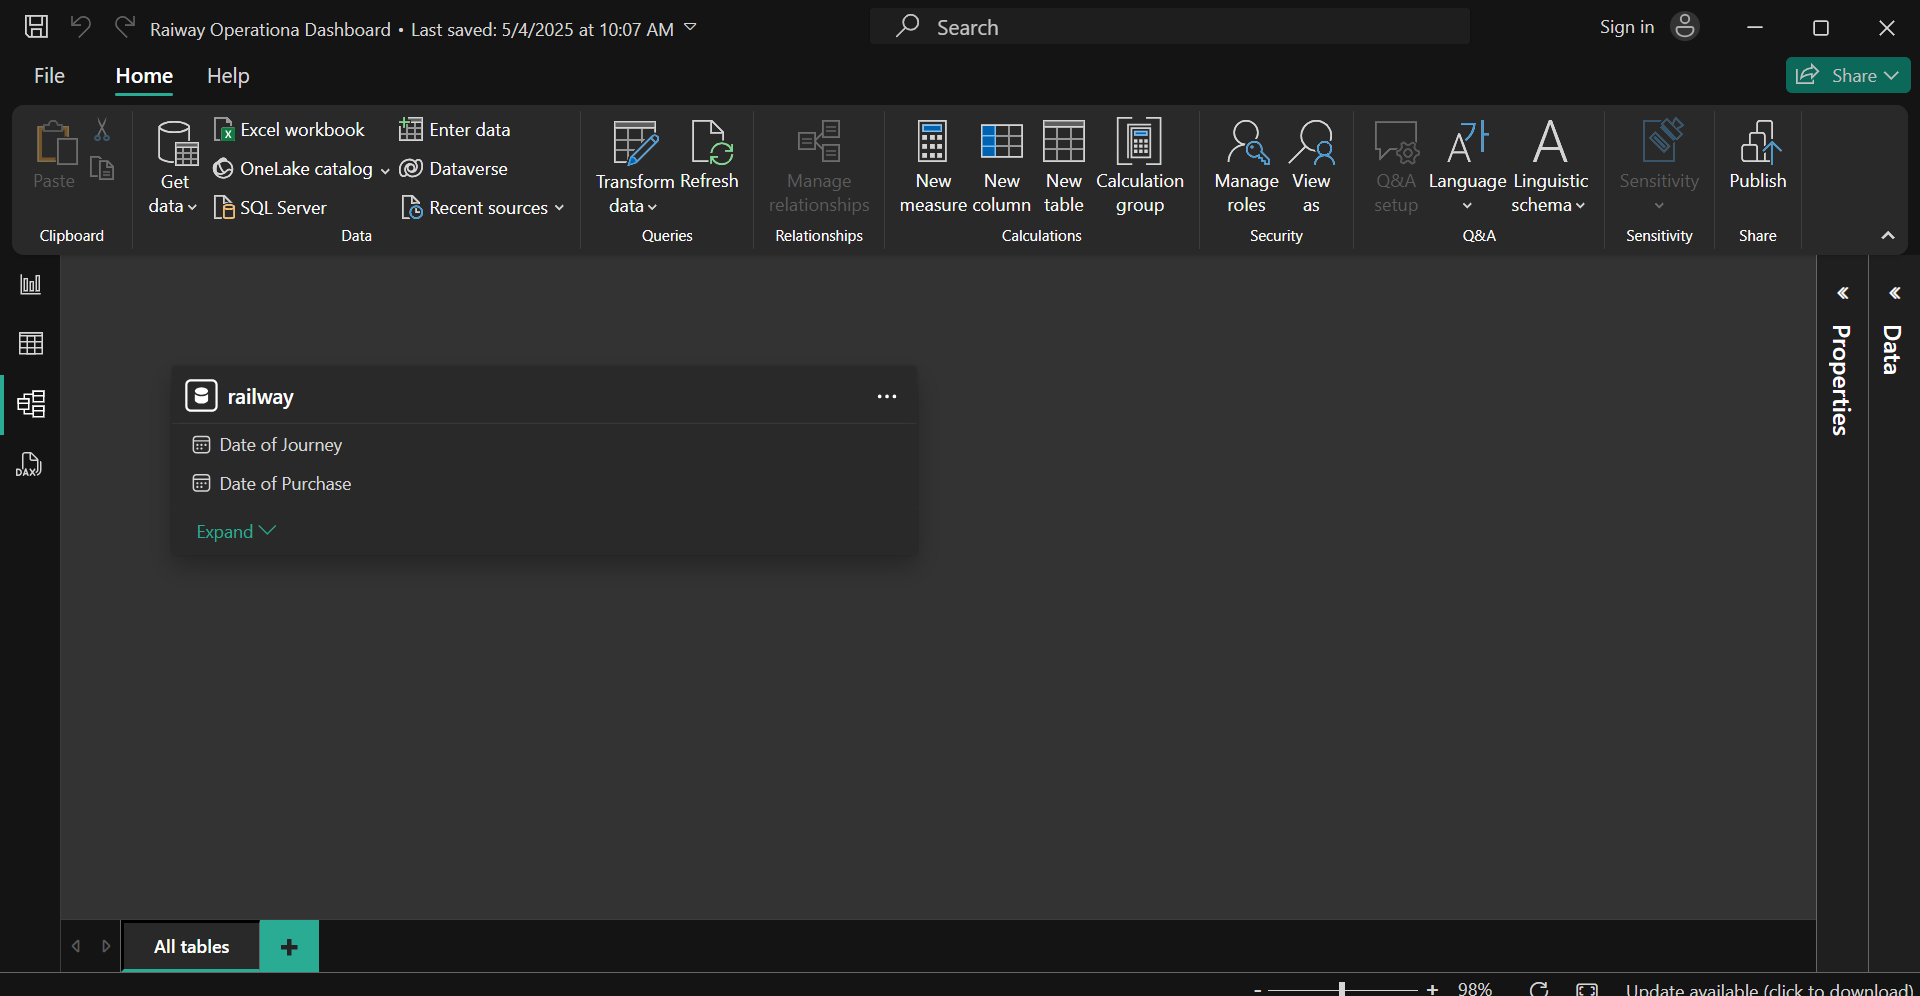 Raiway Operationa Dashboard • Last saved: 5/4/2025 at 10:07 AM
Search
Sign in
File Home Help
Share
Paste
Clipboard
Get data
Excel workbook
OneLake catalog
SQL Server
Enter data
Dataverse
Recent sources
Data
Transform data
Refresh
Queries
Manage relationships
Relationships
New measure
New column
New table
Calculation group
Calculations
Manage roles
View as
Security
Q&A setup
Language
Linguistic schema
Q&A
Sensitivity
Sensitivity
Publish
Share
DAX
railway
Date of Journey
Date of Purchase
Expand
Properties
Data
All tables
- + 98%
Update available (click to download)